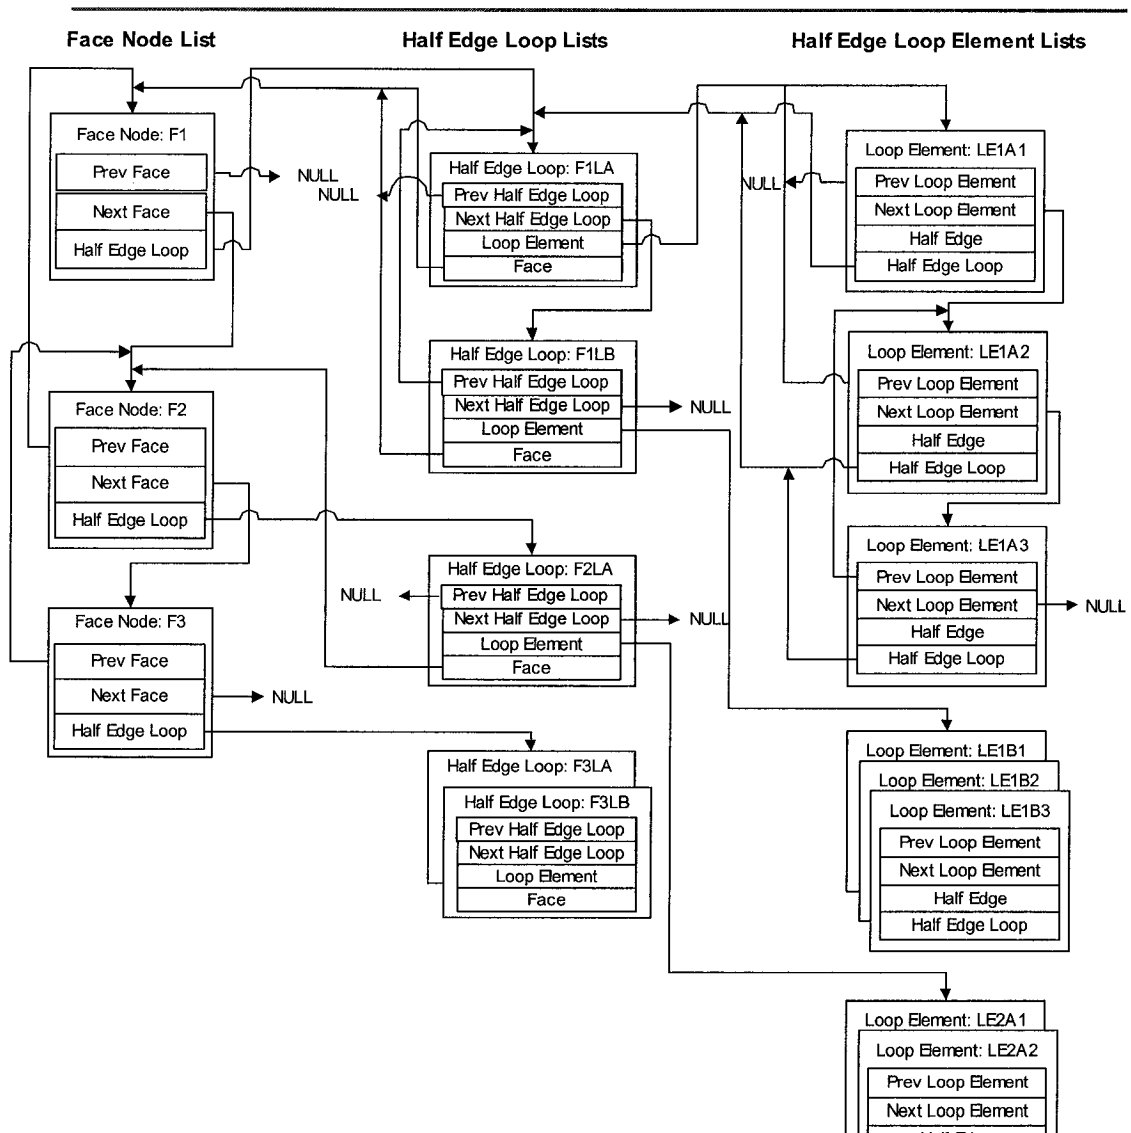 Face Node List
Half Edge Loop Lists
Half Edge Loop Element Lists
Face Node: F1
Prev Face
Next Face
Half Edge Loop
NULL
NULL
Half Edge Loop: F1LA
Prev Half Edge Loop
Next Half Edge Loop
Loop Element
Face
NULL
Loop Element: LE1A1
Prev Loop Element
Next Loop Element
Half Edge
Half Edge Loop
Half Edge Loop: F1LB
Prev Half Edge Loop
Next Half Edge Loop
Loop Element
Face
NULL
Loop Element: LE1A2
Prev Loop Element
Next Loop Element
Half Edge
Half Edge Loop
Face Node: F2
Prev Face
Next Face
Half Edge Loop
NULL
Half Edge Loop: F2LA
Prev Half Edge Loop
Next Half Edge Loop
Loop Element
Face
NULL
Loop Element: LE1A3
Prev Loop Element
Next Loop Element
Half Edge
Half Edge Loop
NULL
Face Node: F3
Prev Face
Next Face
Half Edge Loop
NULL
Half Edge Loop: F3LA
Half Edge Loop: F3LB
Prev Half Edge Loop
Next Half Edge Loop
Loop Element
Face
Loop Element: LE1B1
Loop Element: LE1B2
Loop Element: LE1B3
Prev Loop Element
Next Loop Element
Half Edge
Half Edge Loop
Loop Element: LE2A1
Loop Element: LE2A2
Prev Loop Element
Next Loop Element